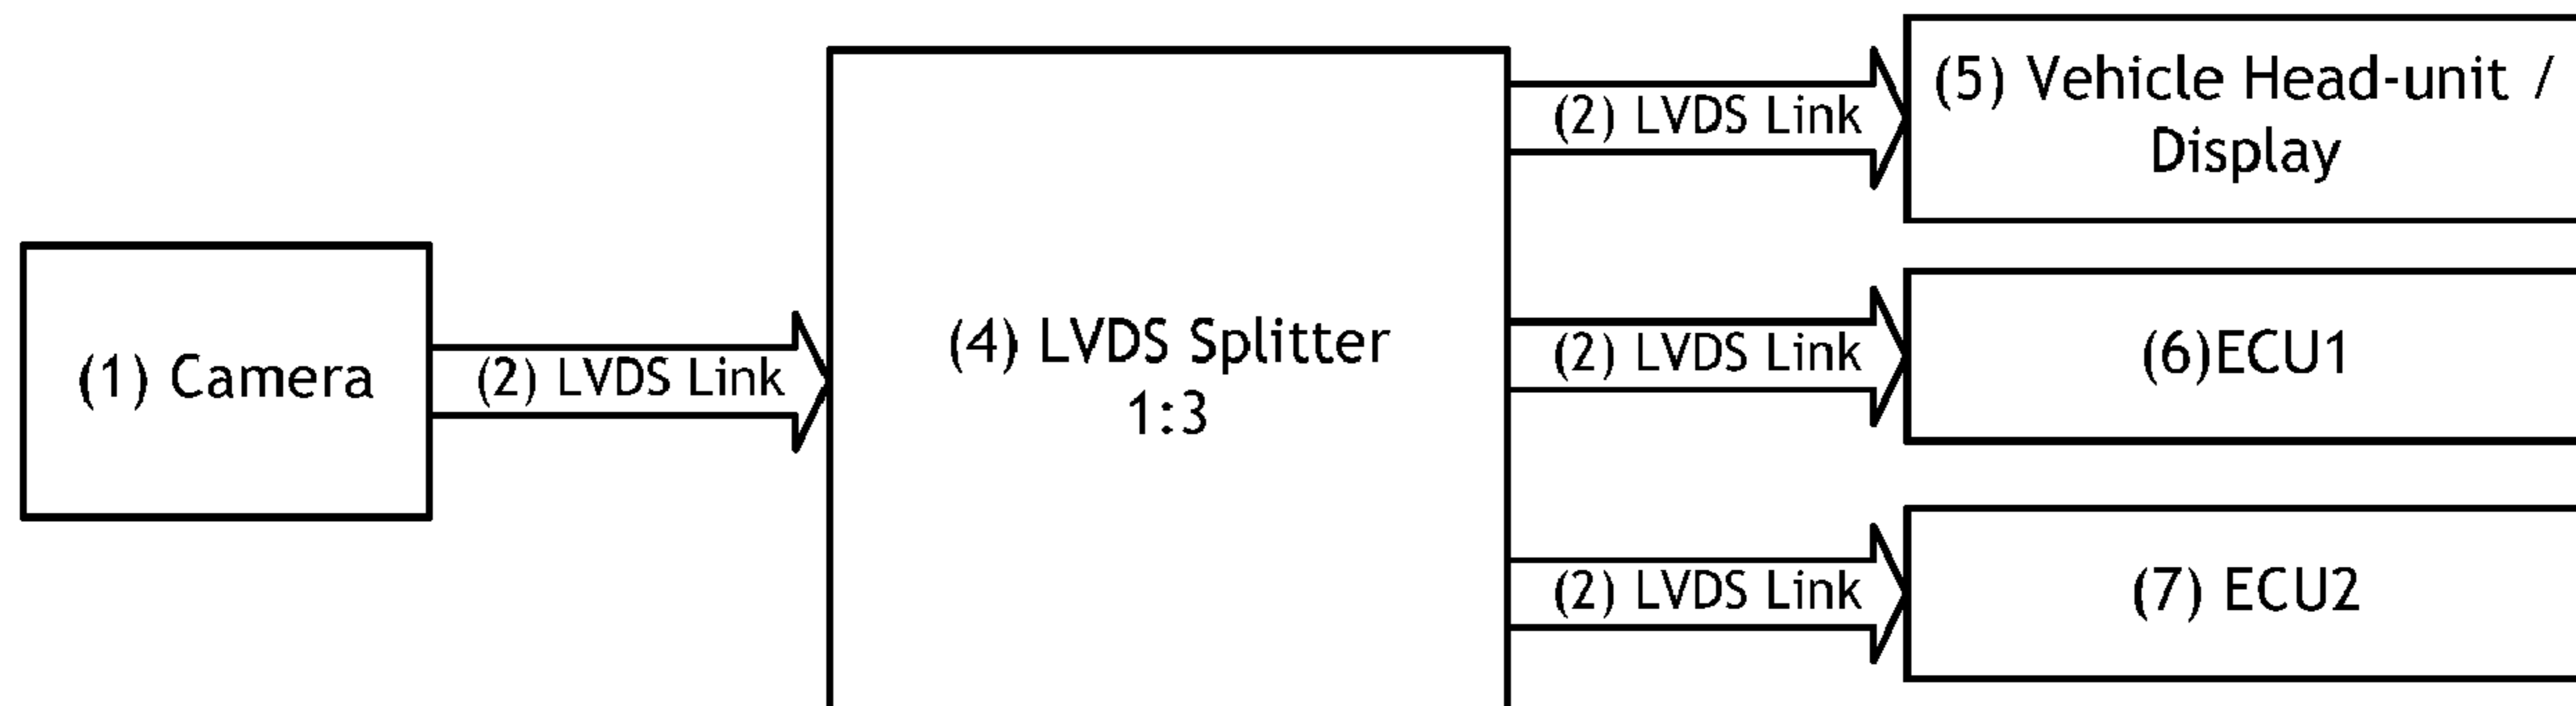 (1) Camera
(2) LVDS Link
(4) LVDS Splitter
1:3
(2) LVDS Link
(5) Vehicle Head-unit /
Display
(2) LVDS Link
(6)ECU1
(2) LVDS Link
(7) ECU2